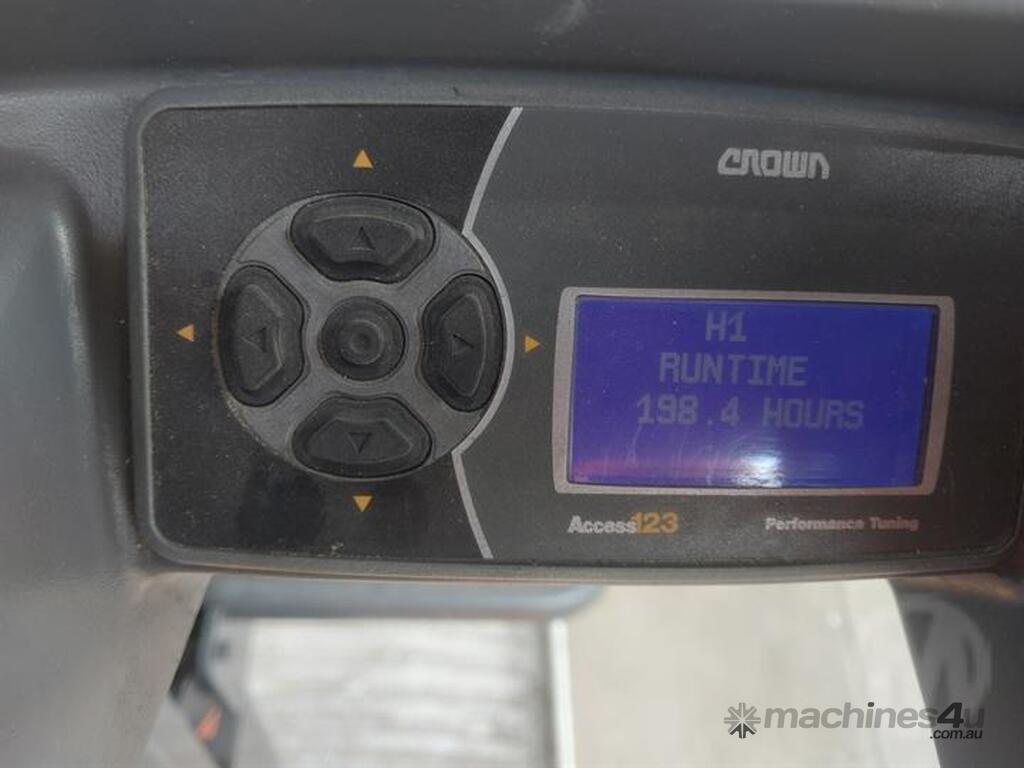 CROWN
H1
RUNTIME
198.4 HOURS
Access123
Performance Tuning
machines4u
.com.au